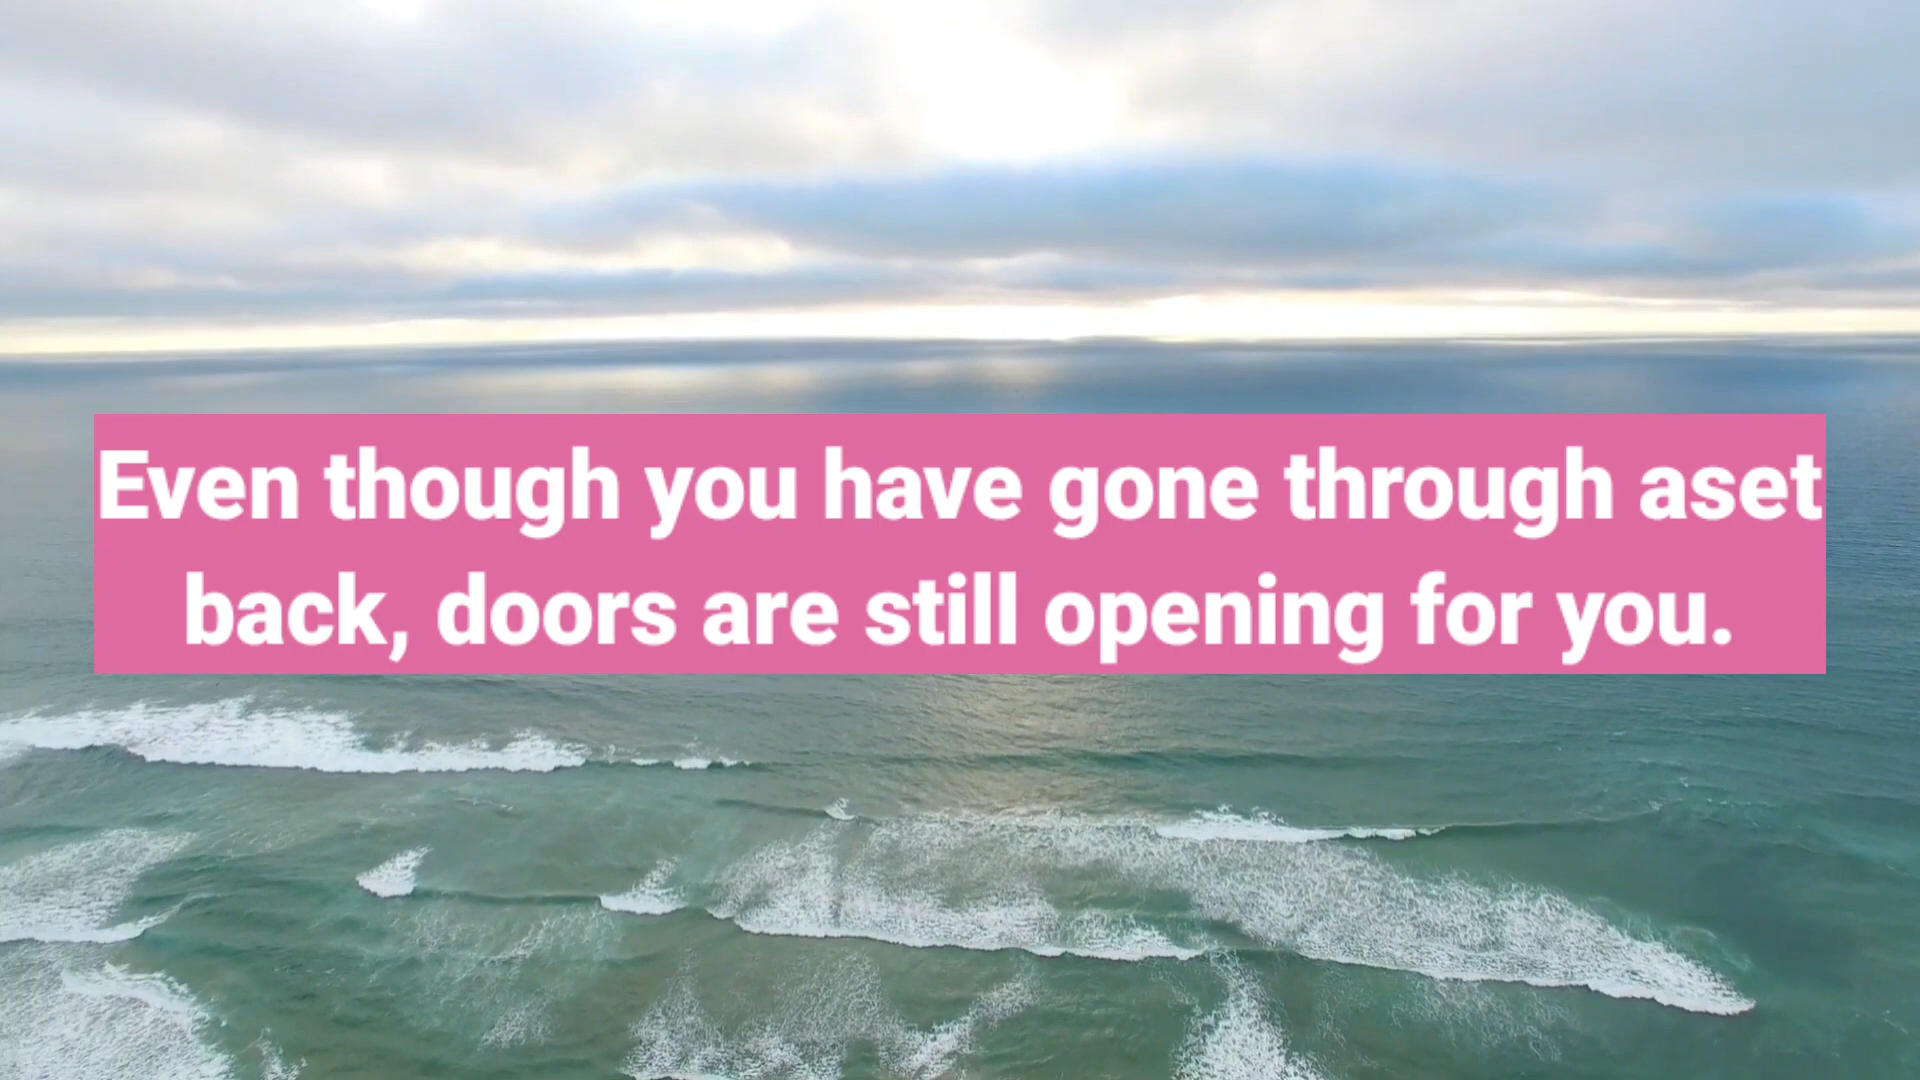 Even though you have gone through aset
back, doors are still opening for you.